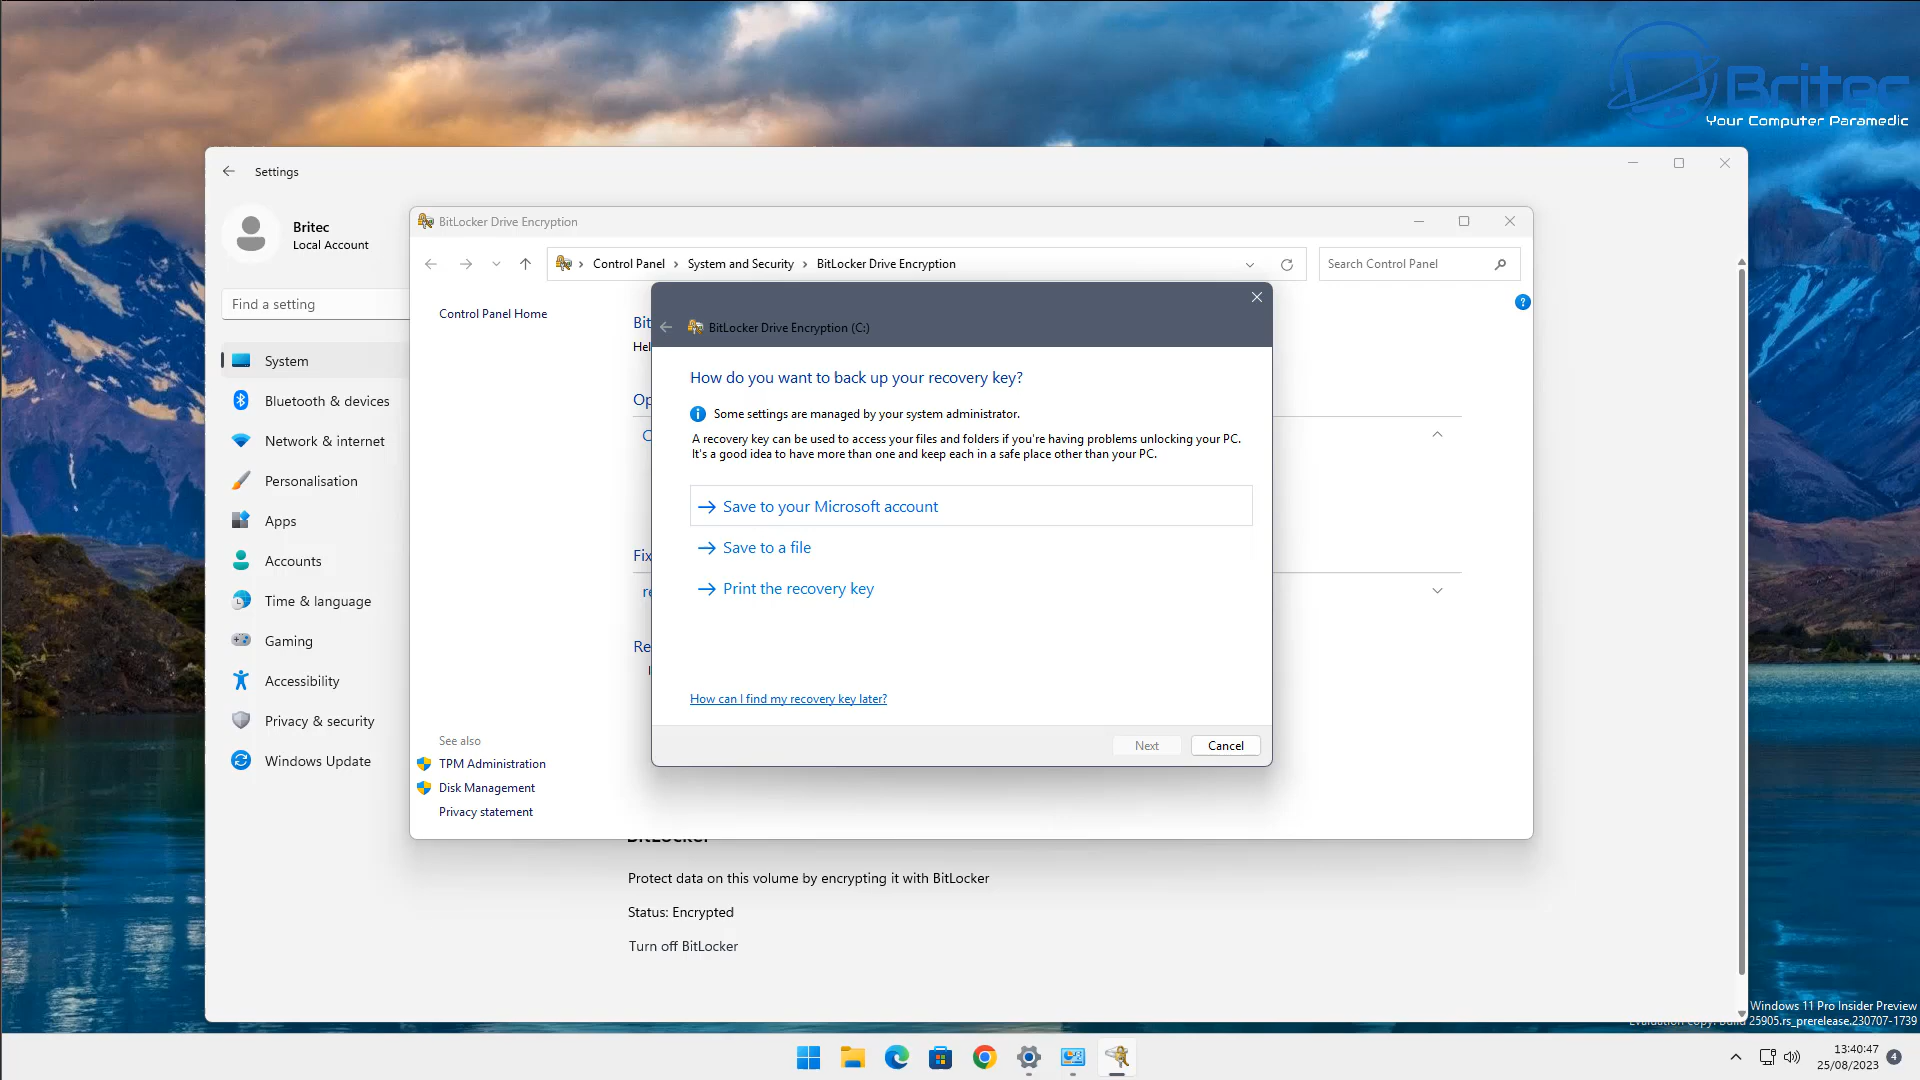 Britec
Your Computer Paramedic
Settings
Britec
Local Account
Find a setting
System
Bluetooth & devices
Network & internet
Personalisation
Apps
Accounts
Time & language
Gaming
Accessibility
Privacy & security
Windows Update
BitLocker Drive Encryption
Control Panel
System and Security
BitLocker Drive Encryption
Search Control Panel
Control Panel Home
Bit
Hel
Op
C
Fix
re
Re
BitLocker Drive Encryption (C:)
How do you want to back up your recovery key?
Some settings are managed by your system administrator.
A recovery key can be used to access your files and folders if you're having problems unlocking your PC.
It's a good idea to have more than one and keep each in a safe place other than your PC.
Save to your Microsoft account
Save to a file
Print the recovery key
How can I find my recovery key later?
Next
Cancel
See also
TPM Administration
Disk Management
Privacy statement
BitLocker
Protect data on this volume by encrypting it with BitLocker
Status: Encrypted
Turn off BitLocker
Windows 11 Pro Insider Preview
Evaluation copy. Build 25905.rs_prerelease.230707-1739
13:40:47
25/08/2023
4